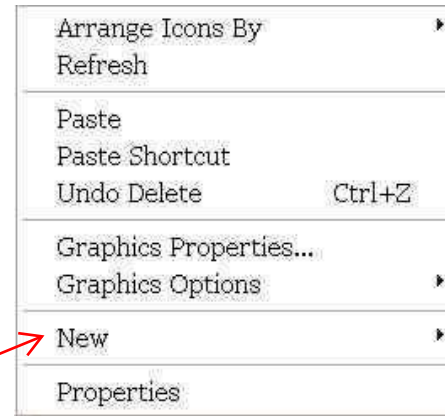 Arrange Icons By
Refresh
Paste
Paste Shortcut
Undo Delete Ctrl+Z
Graphics Properties...
Graphics Options
New
Properties